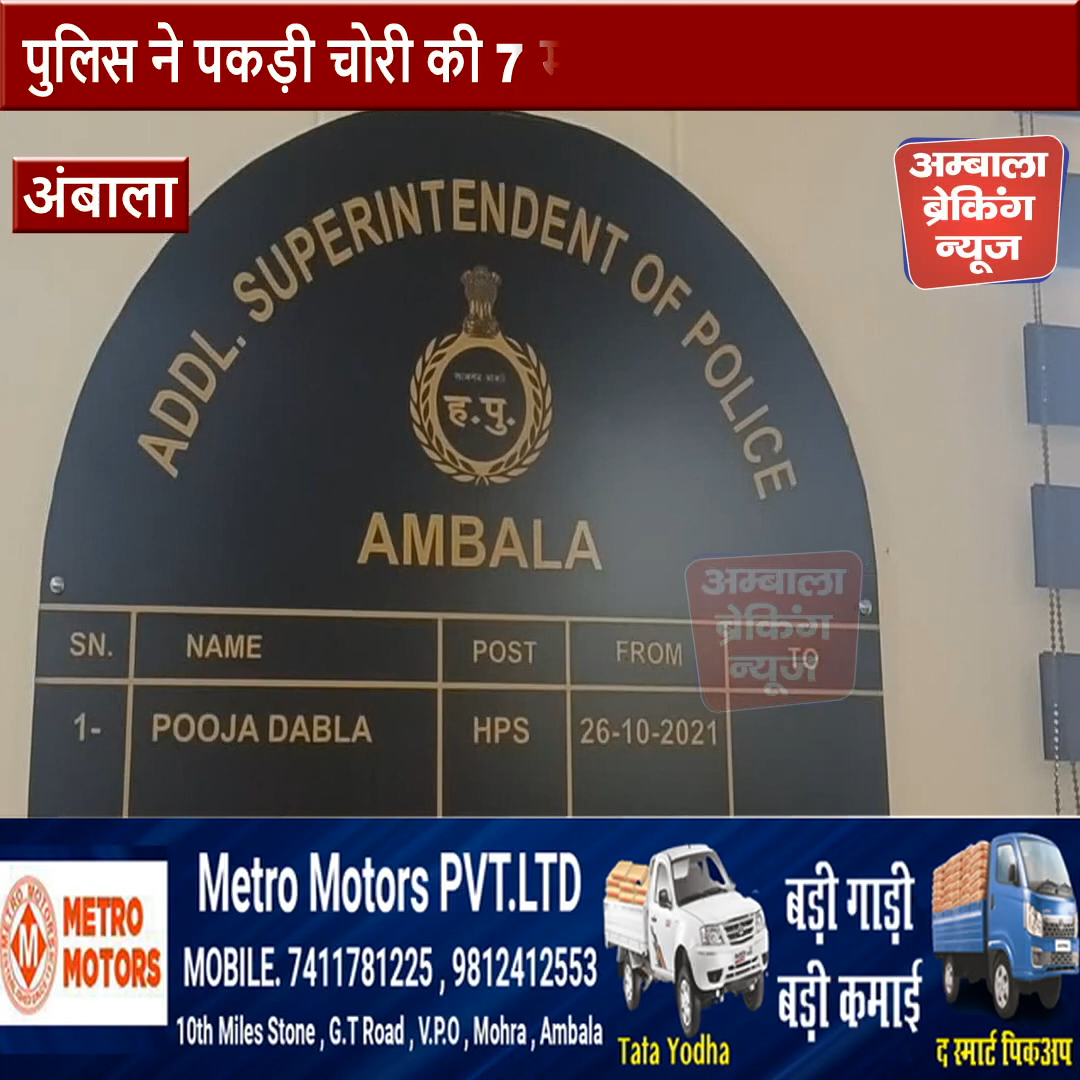 पुलिस ने पकड़ी चोरी की 7
अंबाला
अम्बाला
ब्रेकिंग
न्यूज
ADDL. SUPERINTENDENT OF POLICE
ह.पु.
AMBALA
अम्बाला
ब्रेकिंग
न्यूज
SN. NAME POST FROM TO
1- POOJA DABLA HPS 26-10-2021
METRO
MOTORS
Metro Motors PVT.LTD
MOBILE. 7411781225 , 9812412553
10th Miles Stone , G.T Road , V.P.O , Mohra , Ambala
Tata Yodha
बड़ी गाड़ी
बड़ी कमाई
द स्मार्ट पिकअप